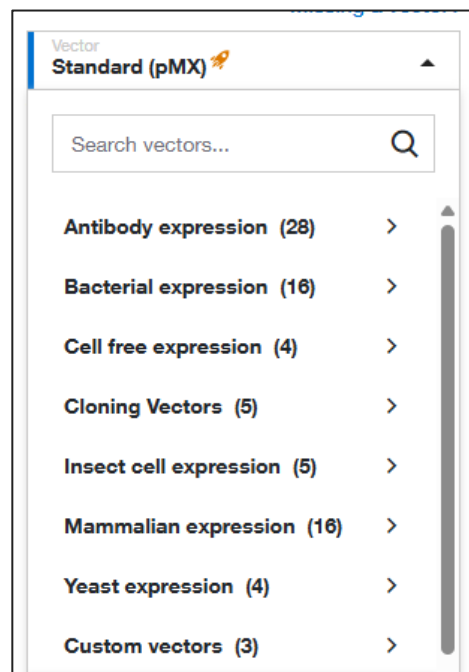 Vector
Standard (pMX)
Search vectors...
Antibody expression (28)
Bacterial expression (16)
Cell free expression (4)
Cloning Vectors (5)
Insect cell expression (5)
Mammalian expression (16)
Yeast expression (4)
Custom vectors (3)